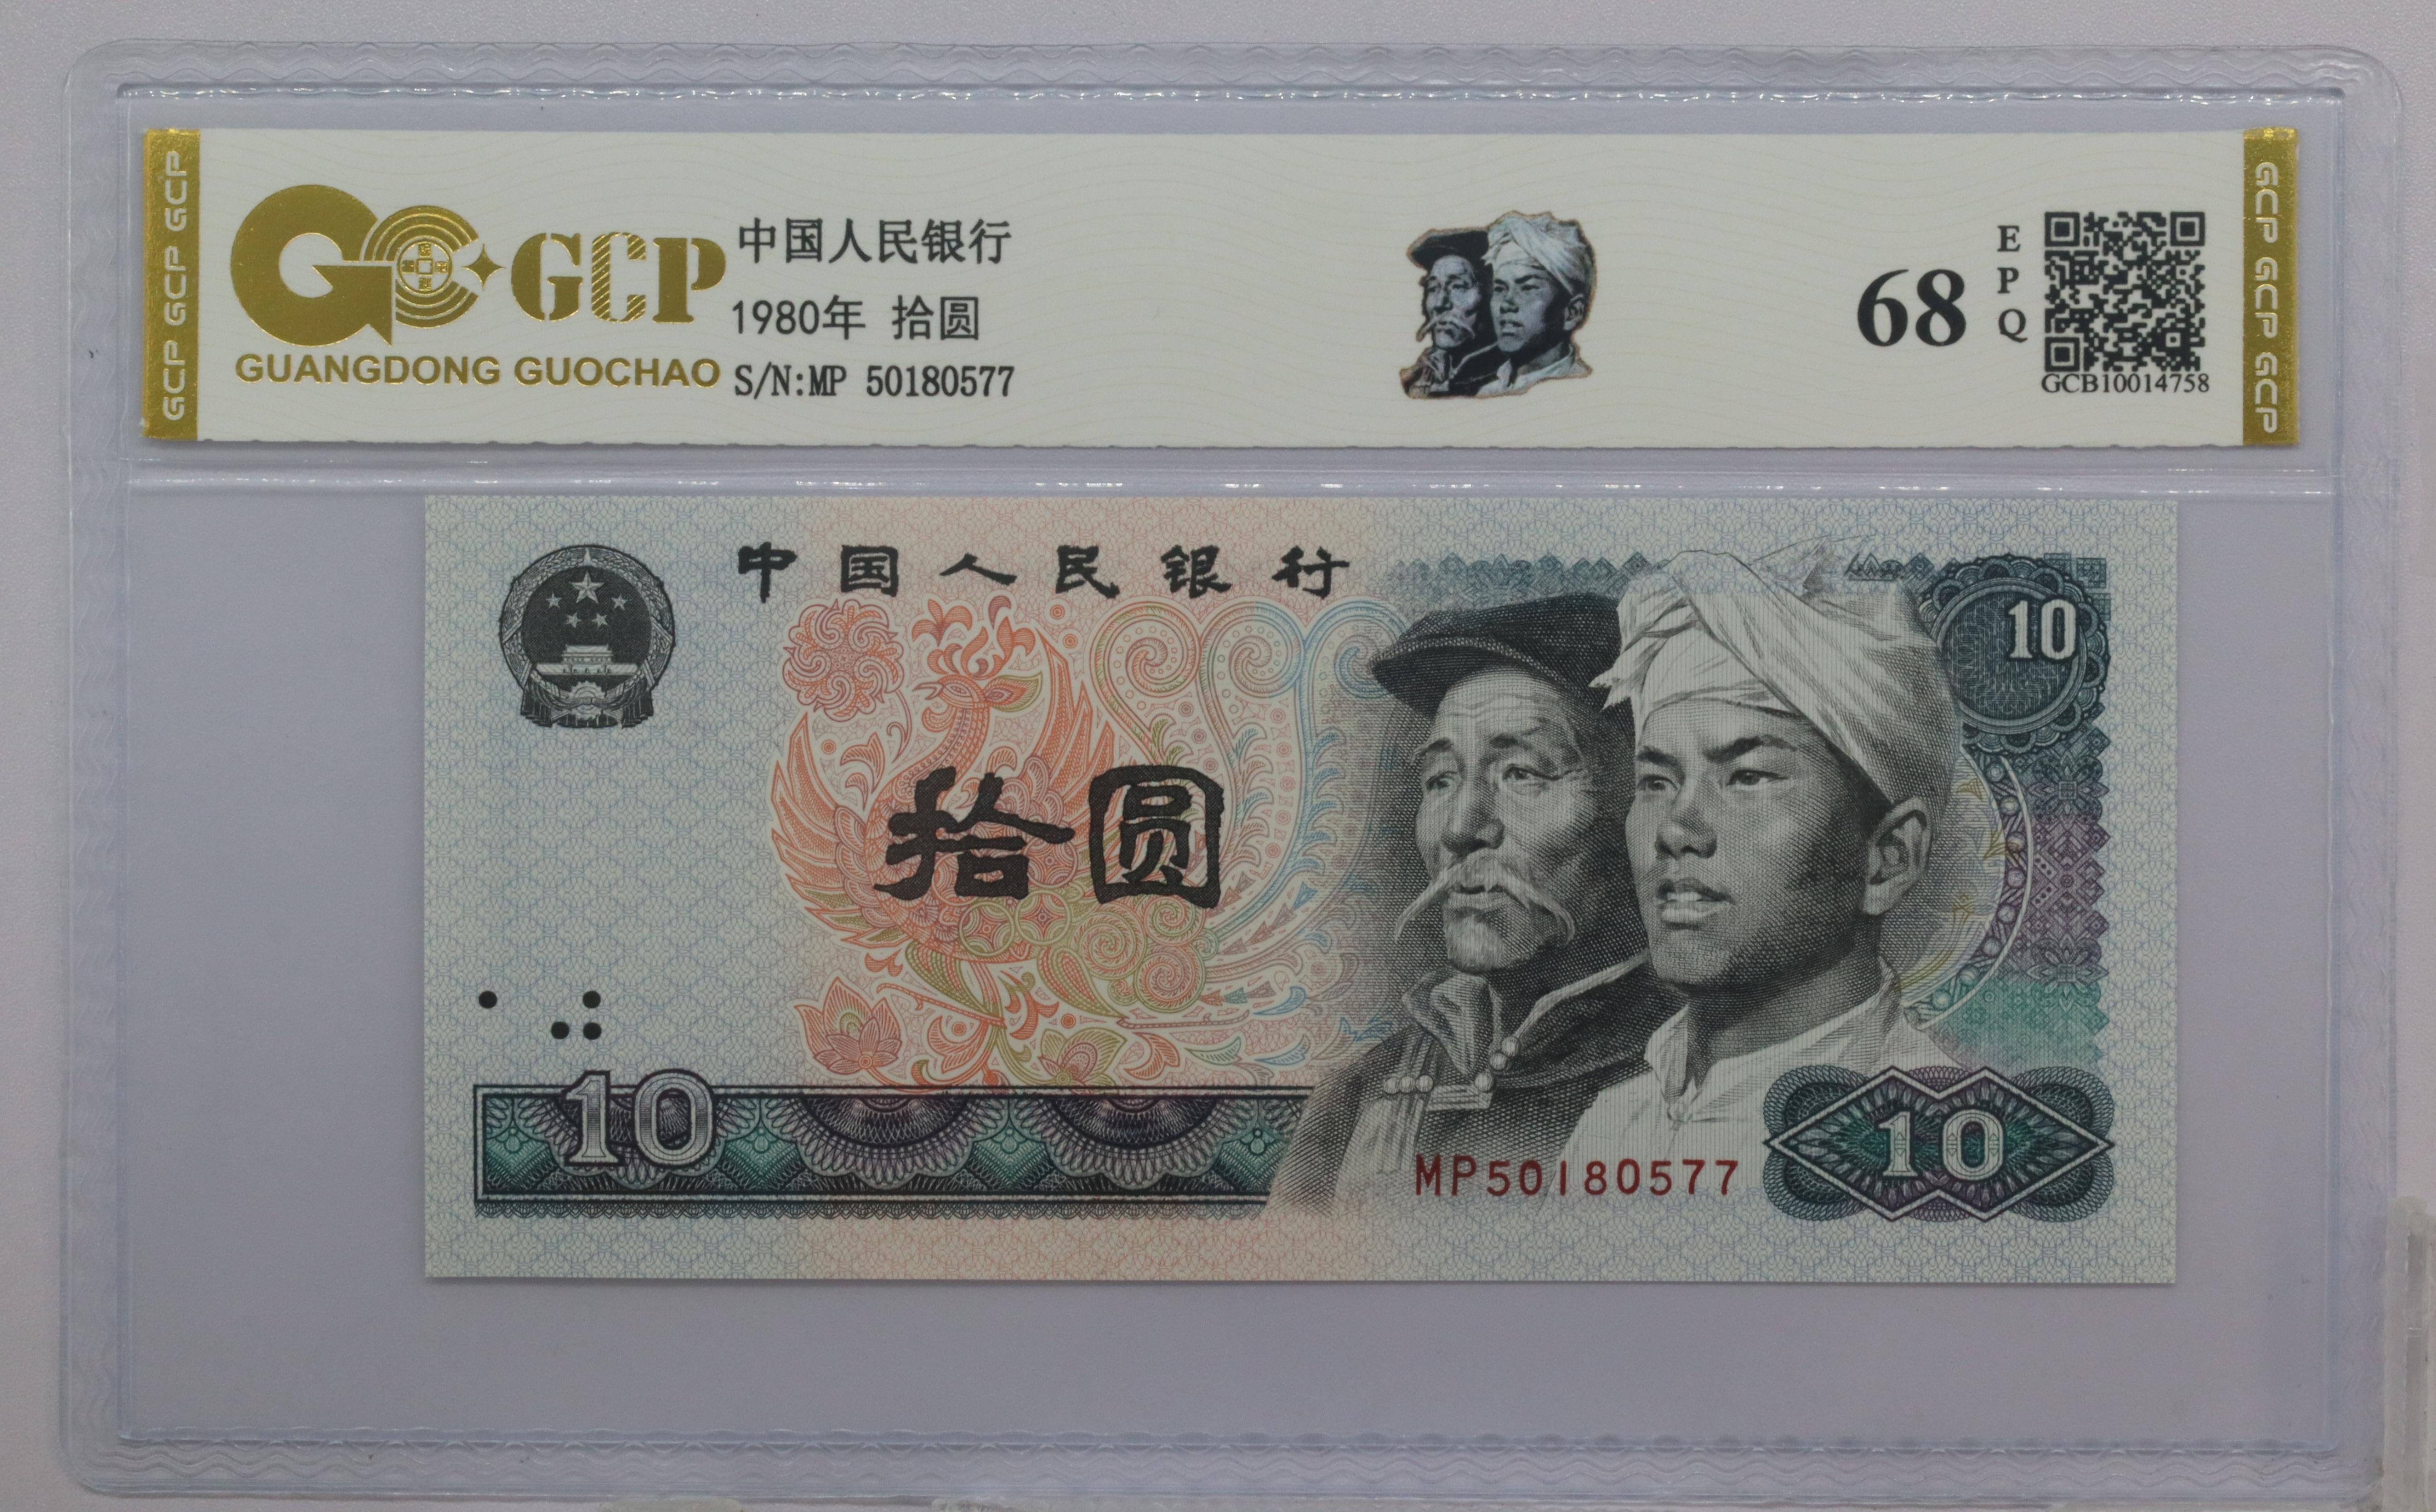 GCP GCP GCP
GCP
GUANGDONG GUOCHAO
中国人民银行
1980年 拾圆
S/N:MP 50180577
68
EPQ
GCB10014758
GCP GCP GCP
中国人民银行
10
拾圆
10
MP50180577
10